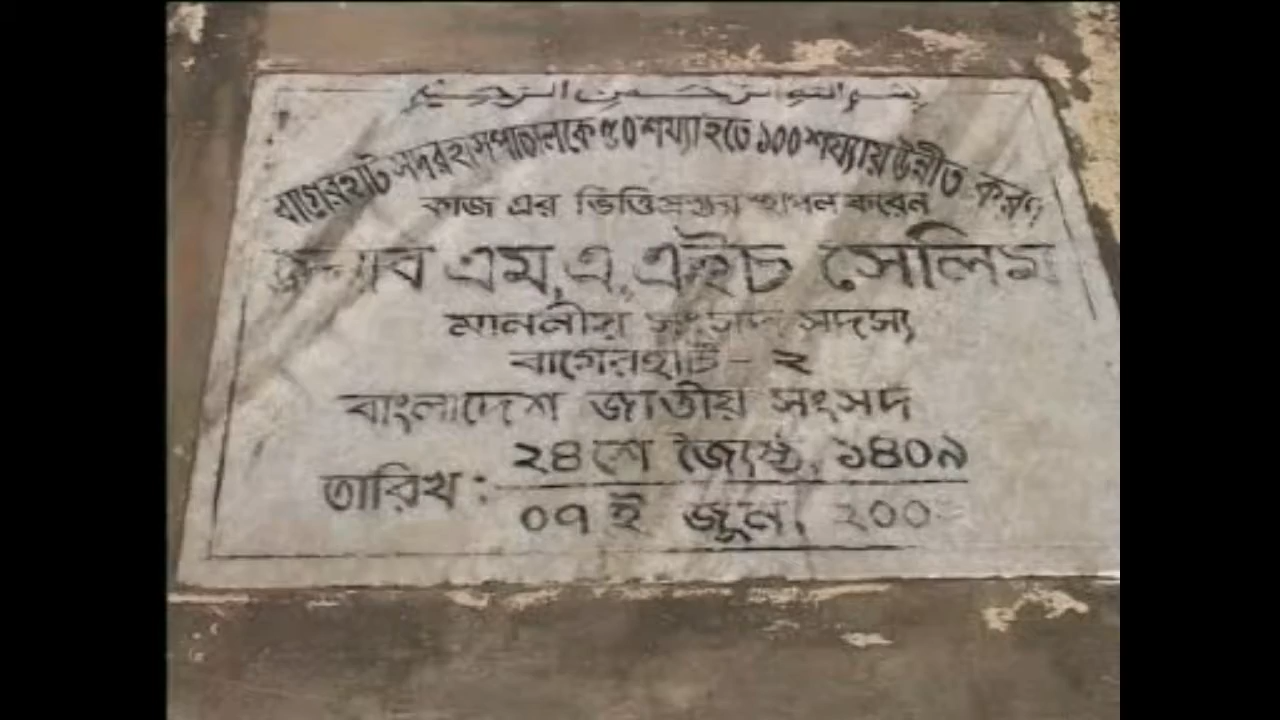 بسم الله الرحمن الرحيم
বাগেরহাট সদর হাসপাতালকে ৫০ শয্যা হতে ১০০ শয্যায় উন্নীত করণ
কাজ এর ভিত্তিপ্রস্তর স্থাপন করেন
জনাব এম, এ, এইচ সেলিম
মাননীয় সংসদ সদস্য
বাগেরহাট - ২
বাংলাদেশ জাতীয় সংসদ
তারিখ : ২৪শে জ্যৈষ্ঠ, ১৪০৯
০৭ই জুন,